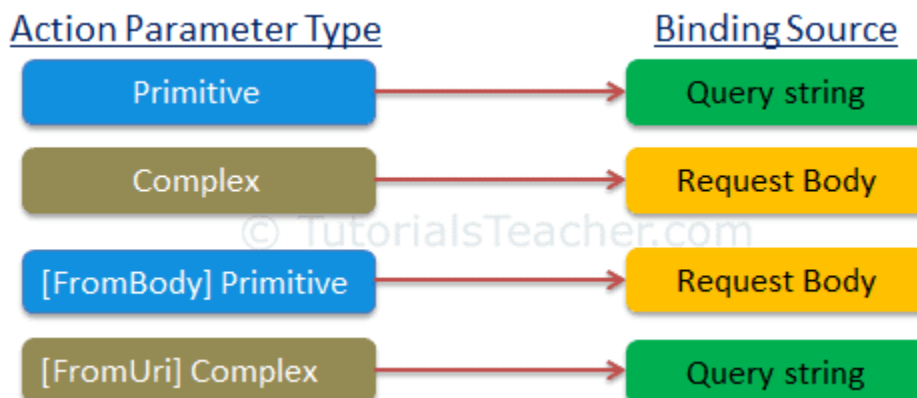 Action Parameter Type Binding Source
Primitive Query string
Complex Request Body
© TutorialsTeacher.com
[FromBody] Primitive Request Body
[FromUri] Complex Query string